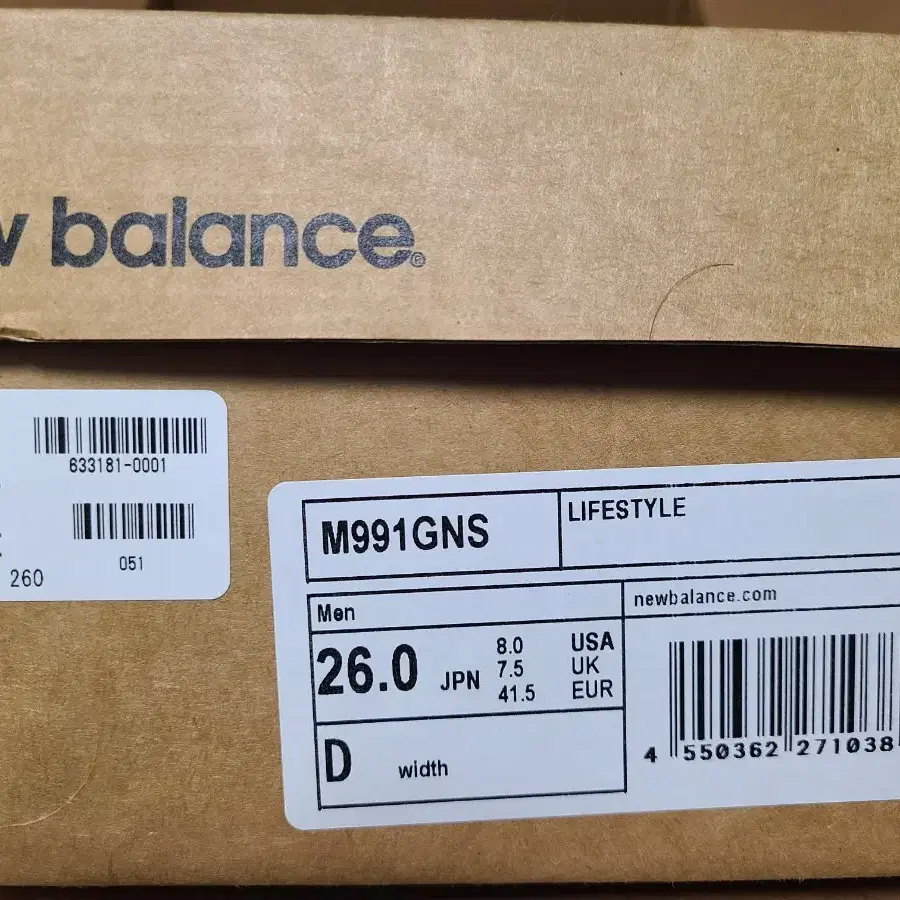 w balance®
633181-0001
051
260
M991GNS
LIFESTYLE
Men
newbalance.com
26.0 JPN
8.0 USA
7.5 UK
41.5 EUR
D width
4 550362 271038